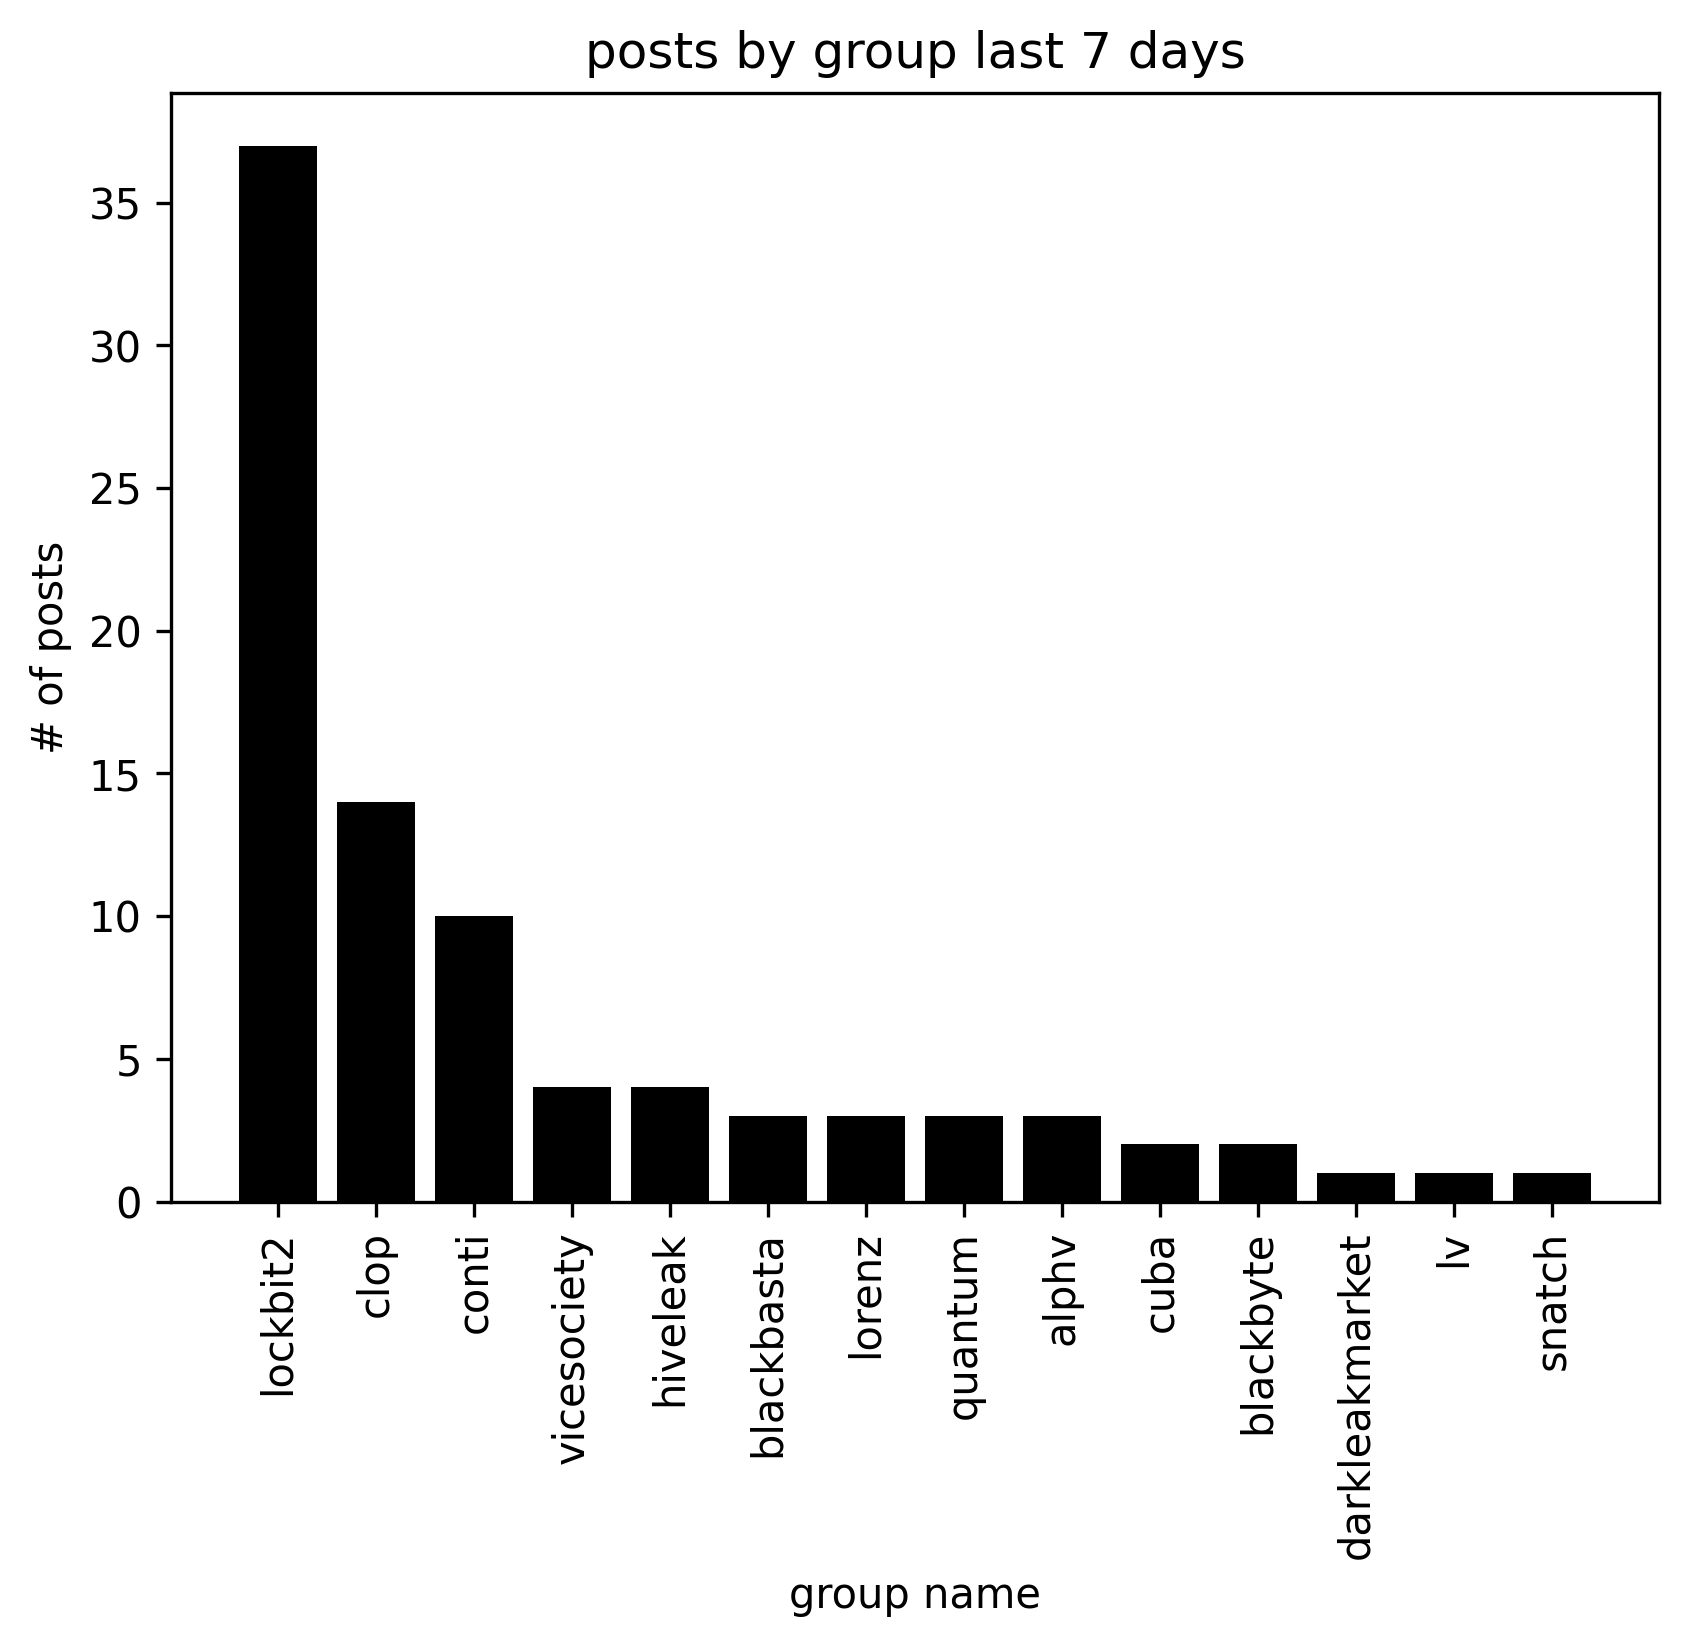 posts by group last 7 days
# of posts
35
30
25
20
15
10
5
0
lockbit2
clop
conti
vicesociety
hiveleak
blackbasta
lorenz
quantum
alphv
cuba
blackbyte
darkleakmarket
lv
snatch
group name